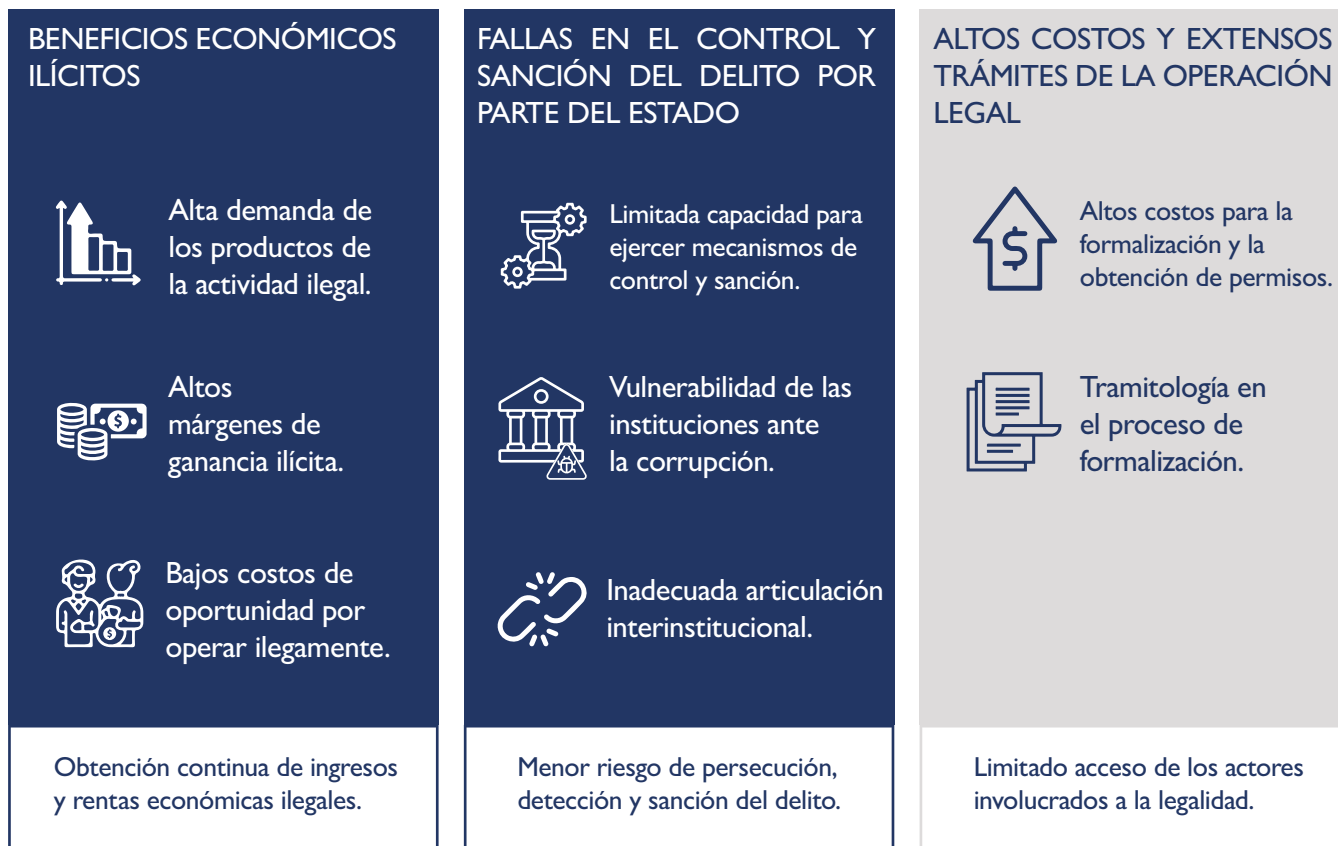 BENEFICIOS ECONÓMICOS
ILÍCITOS
Alta demanda de
los productos de
la actividad ilegal.
Altos
márgenes de
ganancia ilícita.
Bajos costos de
oportunidad por
operar ilegamente.
Obtención continua de ingresos
y rentas económicas ilegales.
FALLAS EN EL CONTROL Y
SANCIÓN DEL DELITO POR
PARTE DEL ESTADO
Limitada capacidad para
ejercer mecanismos de
control y sanción.
Vulnerabilidad de las
instituciones ante
la corrupción.
Inadecuada articulación
interinstitucional.
Menor riesgo de persecución,
detección y sanción del delito.
ALTOS COSTOS Y EXTENSOS
TRÁMITES DE LA OPERACIÓN
LEGAL
$
Altos costos para la
formalización y la
obtención de permisos.
Tramitología en
el proceso de
formalización.
Limitado acceso de los actores
involucrados a la legalidad.